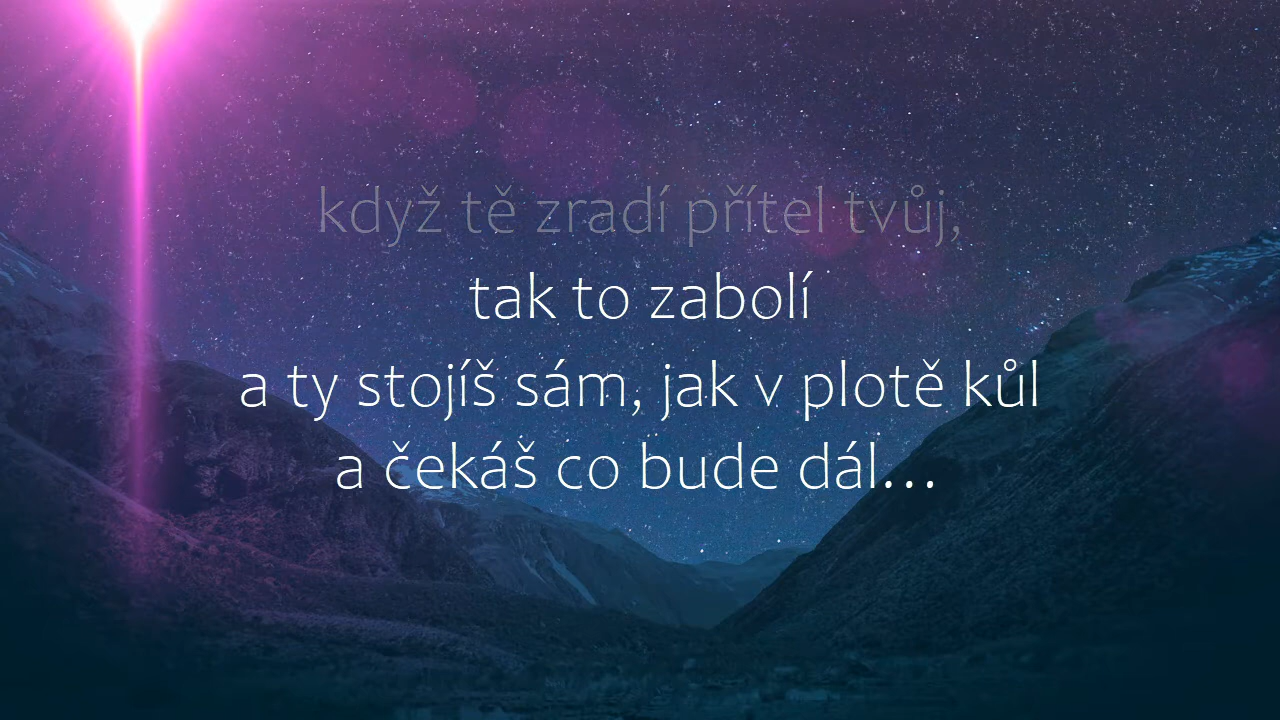 když tě zradí přítel tvůj,
tak to zabolí
a ty stojíš sám, jak v plotě kůl
a čekáš co bude dál...